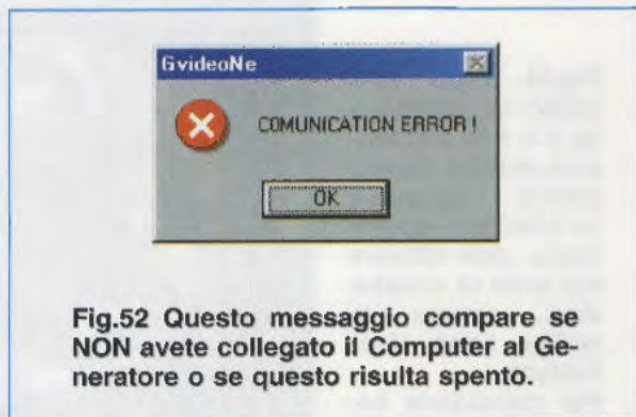 GvideoNe
COMUNICATION ERROR !
OK
Fig.52 Questo messaggio compare se
NON avete collegato il Computer al Ge-
neratore o se questo risulta spento.